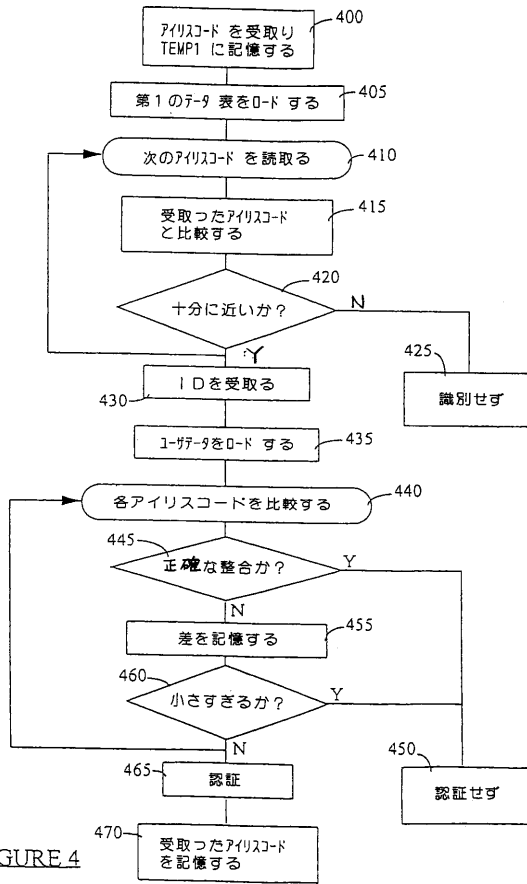 アイリスコード を受取り
TEMP1 に記憶する
400
第1のデータ 表をロード する
405
次のアイリスコード を読取る
410
受取ったアイリスコード
と比較する
415
420
十分に近いか?
N
Y
425
識別せず
IDを受取る
430
ユーザデータをロード する
435
各アイリスコードを比較する
440
445
正確な整合か?
Y
N
差を記憶する
455
460
小さすぎるか?
Y
N
465
認証
450
認証せず
470
受取ったアイリスコード
を記憶する
GURE 4